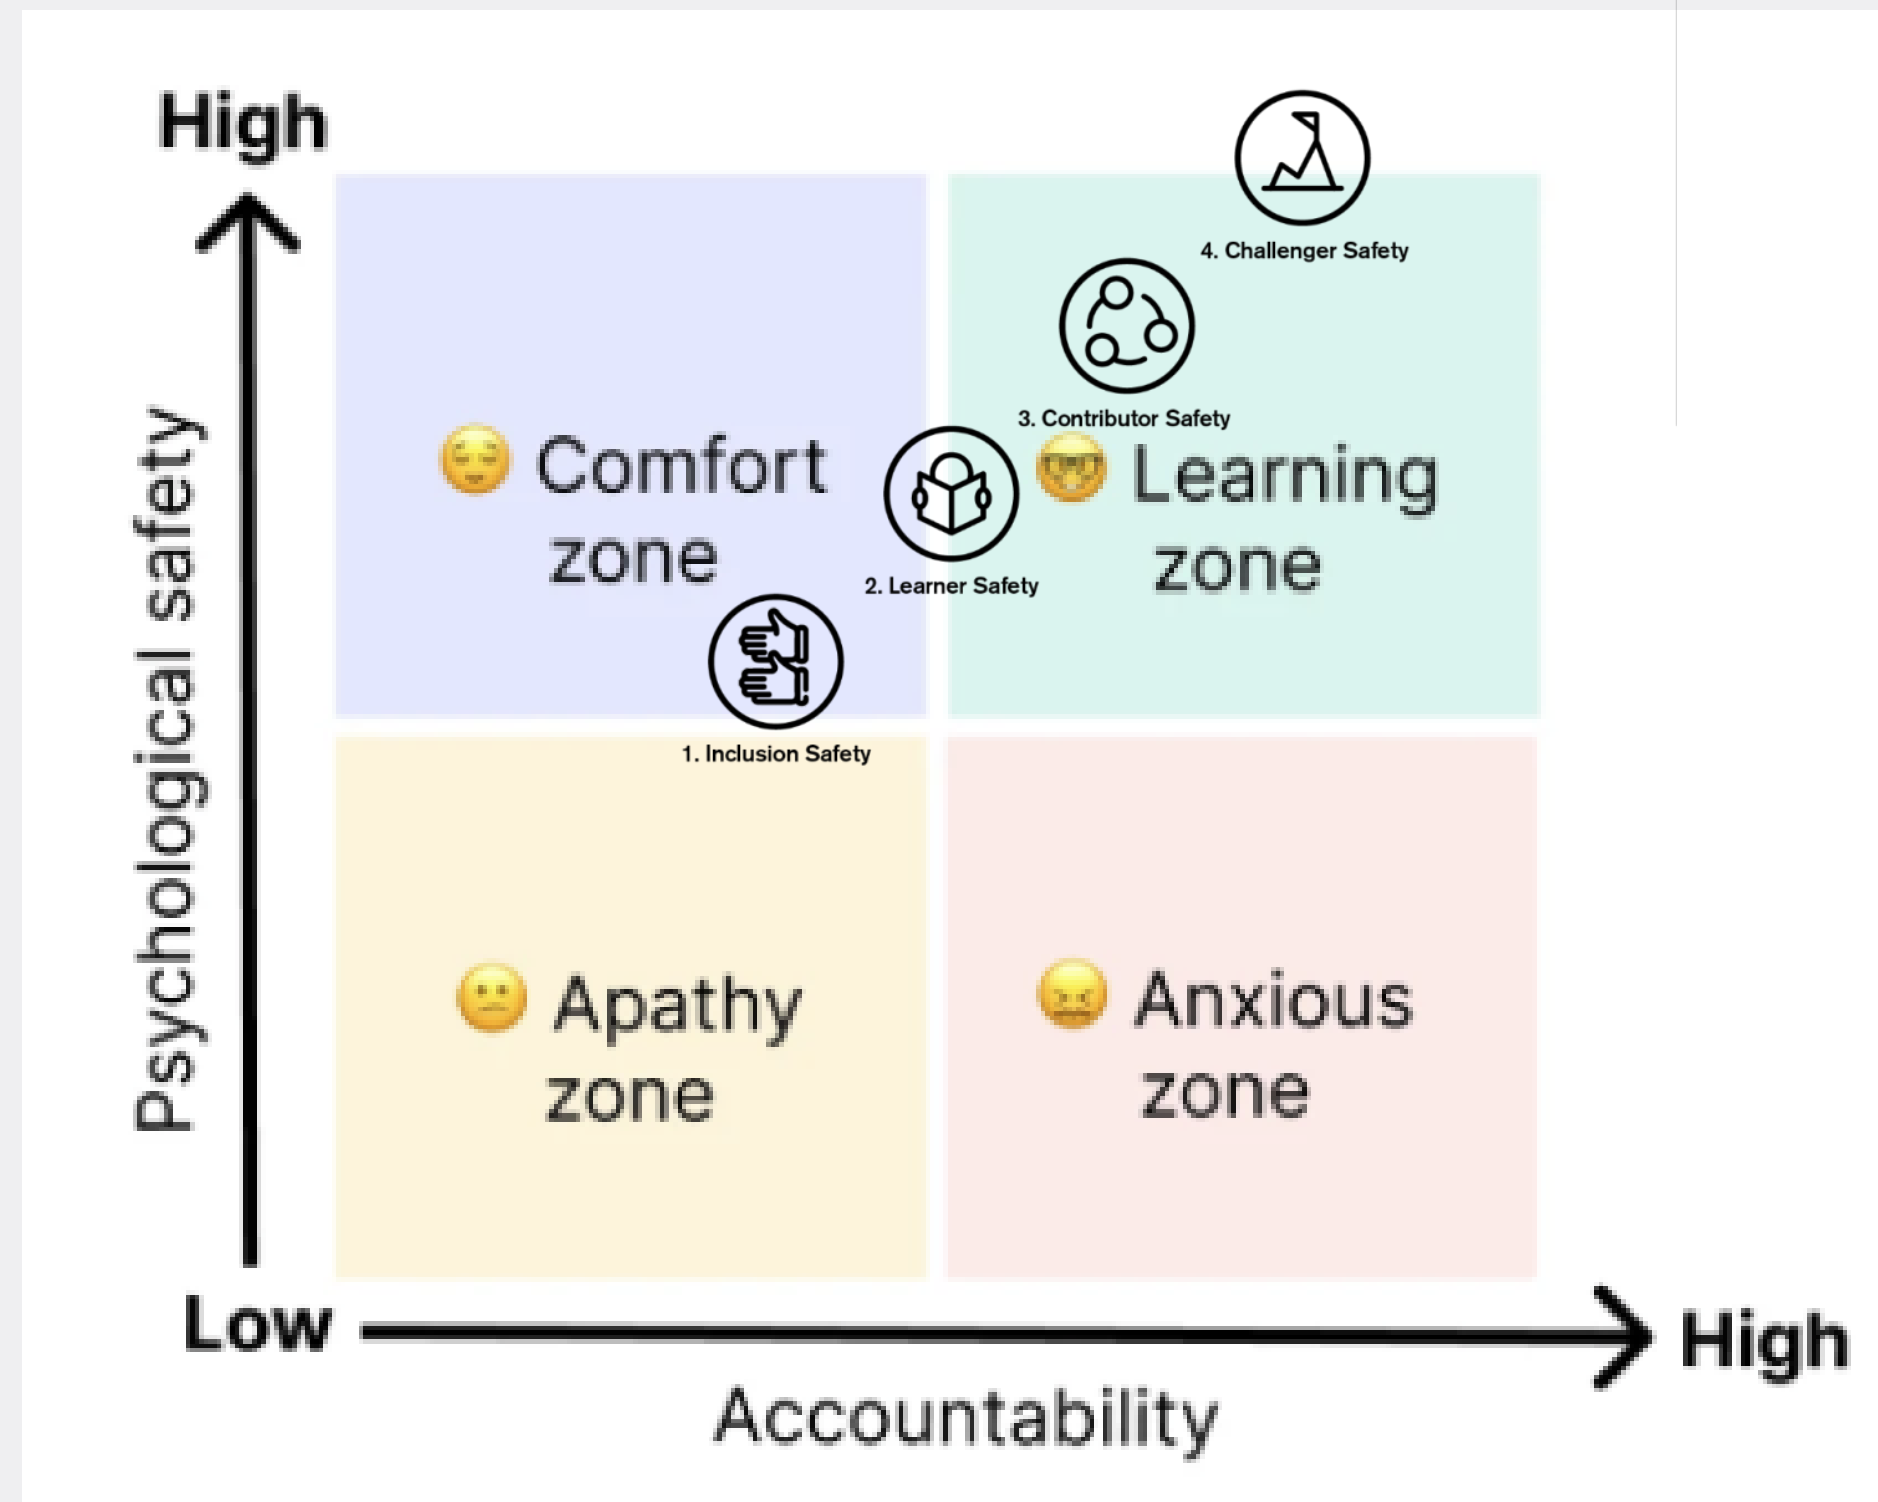 High
4. Challenger Safety
3. Contributor Safety
Comfort
zone
Learning
zone
2. Learner Safety
1. Inclusion Safety
Psychological safety
Apathy
zone
Anxious
zone
Low
High
Accountability